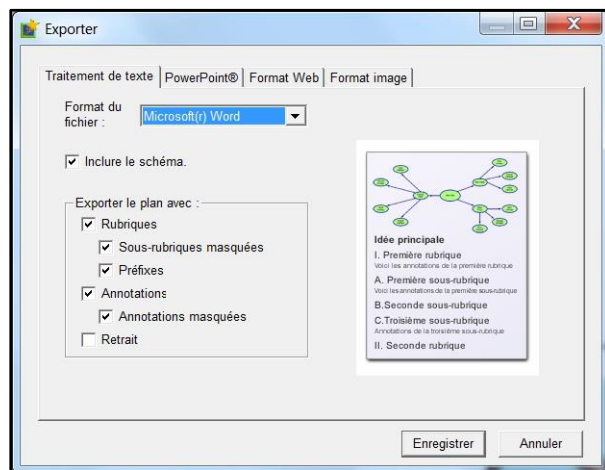 Exporter
Traitement de texte
PowerPoint®
Format Web
Format image
Format du
fichier :
Microsoft(r) Word
Inclure le schéma.
Exporter le plan avec :
Rubriques
Sous-rubriques masquées
Préfixes
Annotations
Annotations masquées
Retrait
Idée principale
I. Première rubrique
Voici les annotations de la première rubrique
A. Première sous-rubrique
Voici les annotations de la première sous-rubrique
B.Seconde sous-rubrique
C.Troisième sous-rubrique
Annotations de la troisième sous-rubrique
II. Seconde rubrique
Enregistrer
Annuler